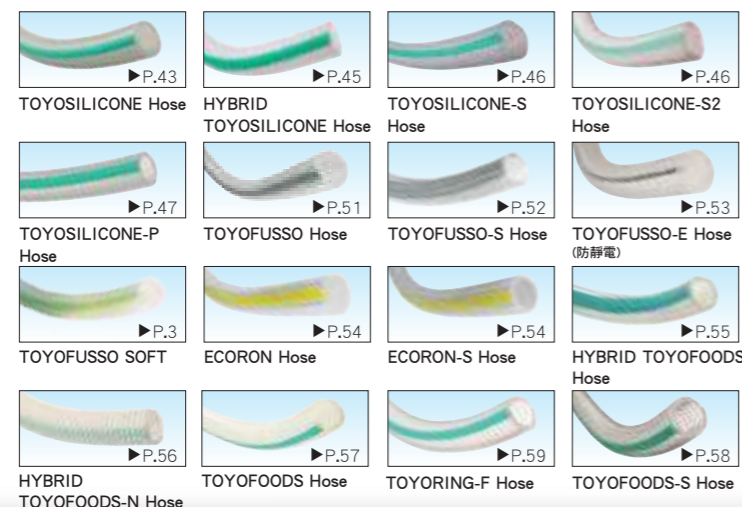 ▶P.43
TOYOSILICONE Hose
▶P.45
HYBRID
TOYOSILICONE Hose
▶P.46
TOYOSILICONE-S
Hose
▶P.46
TOYOSILICONE-S2
Hose
▶P.47
TOYOSILICONE-P
Hose
▶P.51
TOYOFUSSO Hose
▶P.52
TOYOFUSSO-S Hose
▶P.53
TOYOFUSSO-E Hose
(防靜電)
▶P.3
TOYOFUSSO SOFT
▶P.54
ECORON Hose
▶P.54
ECORON-S Hose
▶P.55
HYBRID TOYOFOODS
Hose
▶P.56
HYBRID
TOYOFOODS-N Hose
▶P.57
TOYOFOODS Hose
▶P.59
TOYORING-F Hose
▶P.58
TOYOFOODS-S Hose